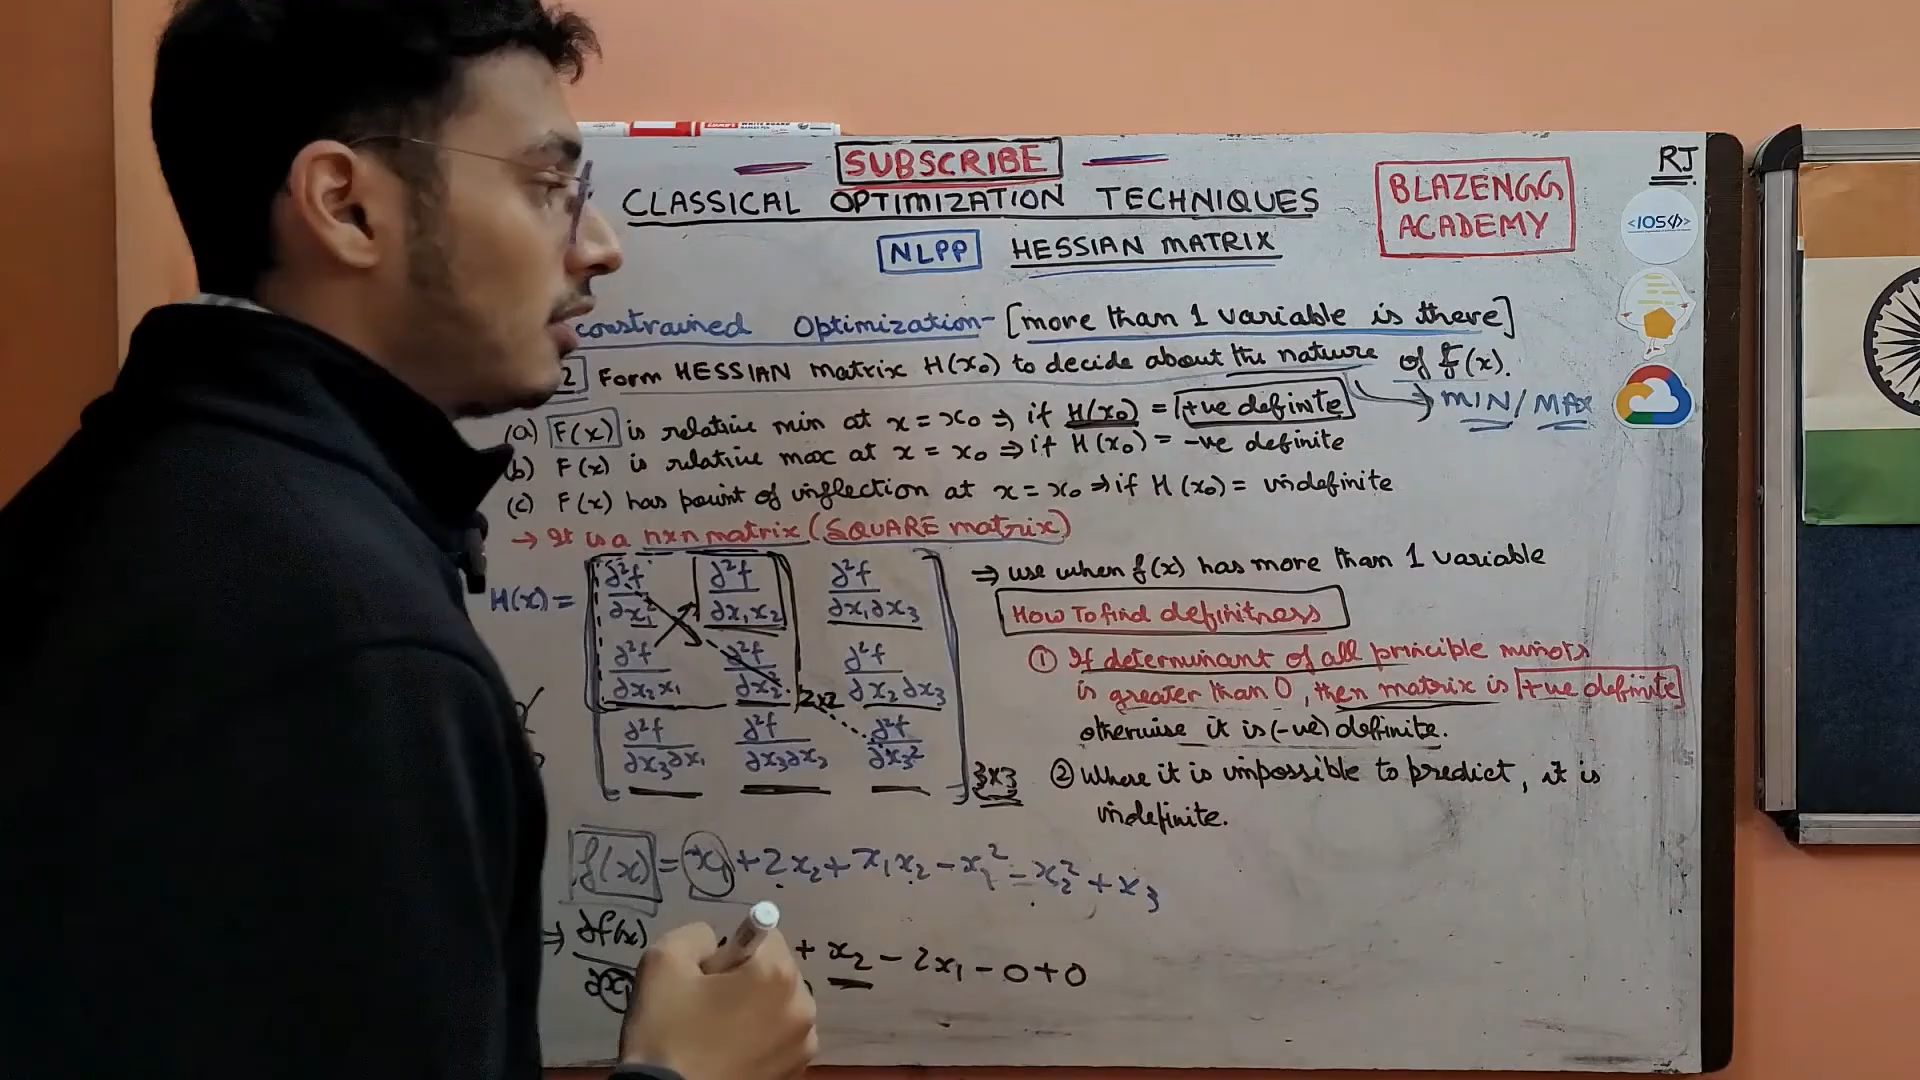 SUBSCRIBE
CLASSICAL OPTIMIZATION TECHNIQUES
NLPP HESSIAN MATRIX
BLAZENGG
ACADEMY
RJ
<IOS</>>
constrained Optimization- [more than 1 variable is there]
2] Form HESSIAN matrix H(x₀) to decide about the nature of f(x).
→ MIN/MAX
(a) F(x) is relative min at x = x₀ ⇒ if H(x₀) = +ve definite
(b) F(x) is relative max at x = x₀ ⇒ if H(x₀) = -ve definite
(c) F(x) has point of inflection at x = x₀ ⇒ if H(x₀) = indefinite
→ It is a nxn matrix (SQUARE matrix)
H(x) =
∂²f/∂x₁² ∂²f/∂x₁x₂ ∂²f/∂x₁∂x₃
∂²f/∂x₂x₁ ∂²f/∂x₂² ∂²f/∂x₂∂x₃
2x2
∂²f/∂x₃∂x₁ ∂²f/∂x₃∂x₂ ∂²f/∂x₃²
3x3
⇒ use when f(x) has more than 1 variable
How To find definitness
① If determinant of all principle minors
is greater than 0, then matrix is +ve definite
otherwise it is (-ve) definite.
② Where it is impossible to predict, it is
indefinite.
f(x) = x₁ + 2x₂ + x₁x₂ - x₁² - x₂² + x₃
⇒ ∂f(x)/∂x₁ + x₂ - 2x₁ - 0 + 0